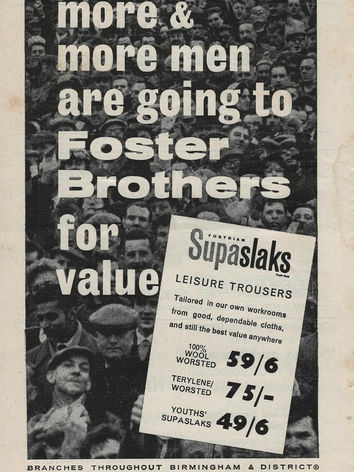 more &
more men
are going to
Foster
Brothers
for
value
FOSTRIAN
Supaslaks
LEISURE TROUSERS
Tailored in our own workrooms
from good, dependable cloths,
and still the best value anywhere
100%
WOOL
WORSTED 59/6
TERYLENE/
WORSTED 75/-
YOUTHS'
SUPASLAKS 49/6
BRANCHES THROUGHOUT BIRMINGHAM & DISTRICT